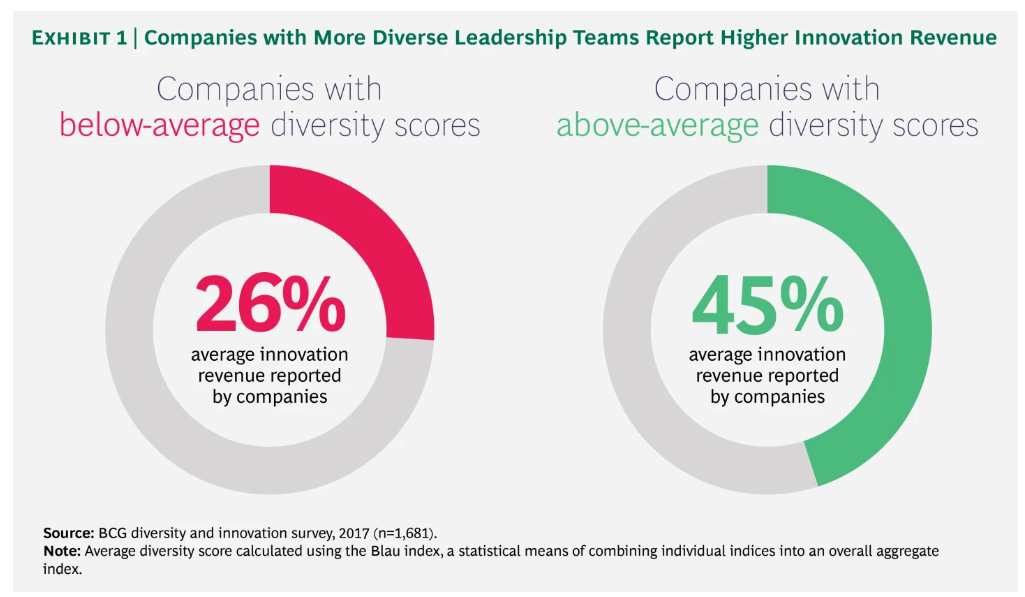 EXHIBIT 1 | Companies with More Diverse Leadership Teams Report Higher Innovation Revenue
Companies with
below-average diversity scores
26%
average innovation
revenue reported
by companies
Companies with
above-average diversity scores
45%
average innovation
revenue reported
by companies
Source: BCG diversity and innovation survey, 2017 (n=1,681).
Note: Average diversity score calculated using the Blau index, a statistical means of combining individual indices into an overall aggregate
index.